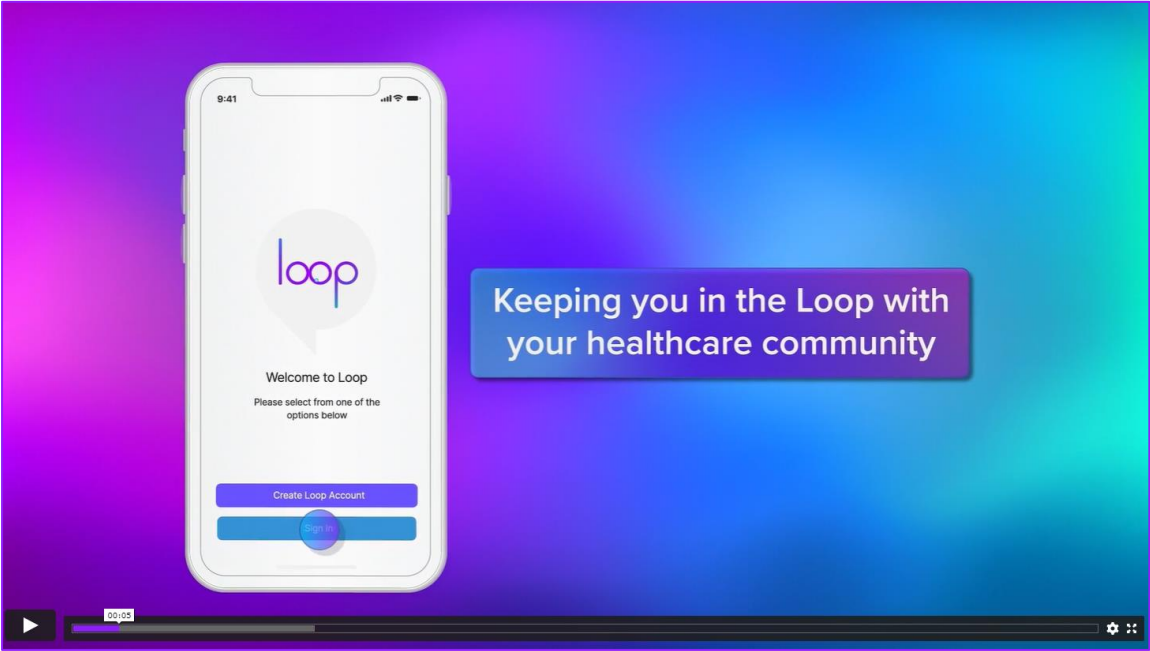 9:41
loop
Keeping you in the Loop with
your healthcare community
Welcome to Loop
Please select from one of the
options below
Create Loop Account
Sign In
00:05